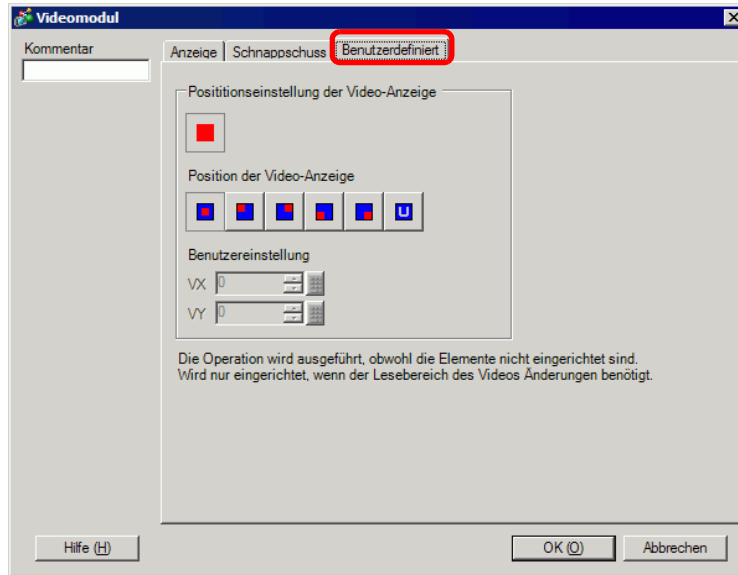 Videomodul
Kommentar
Anzeige Schnappschuss Benutzerdefiniert
Posititionseinstellung der Video-Anzeige
Position der Video-Anzeige
U
Benutzereinstellung
VX 0
VY 0
Die Operation wird ausgeführt, obwohl die Elemente nicht eingerichtet sind.
Wird nur eingerichtet, wenn der Lesebereich des Videos Änderungen benötigt.
Hilfe (H) OK (O) Abbrechen